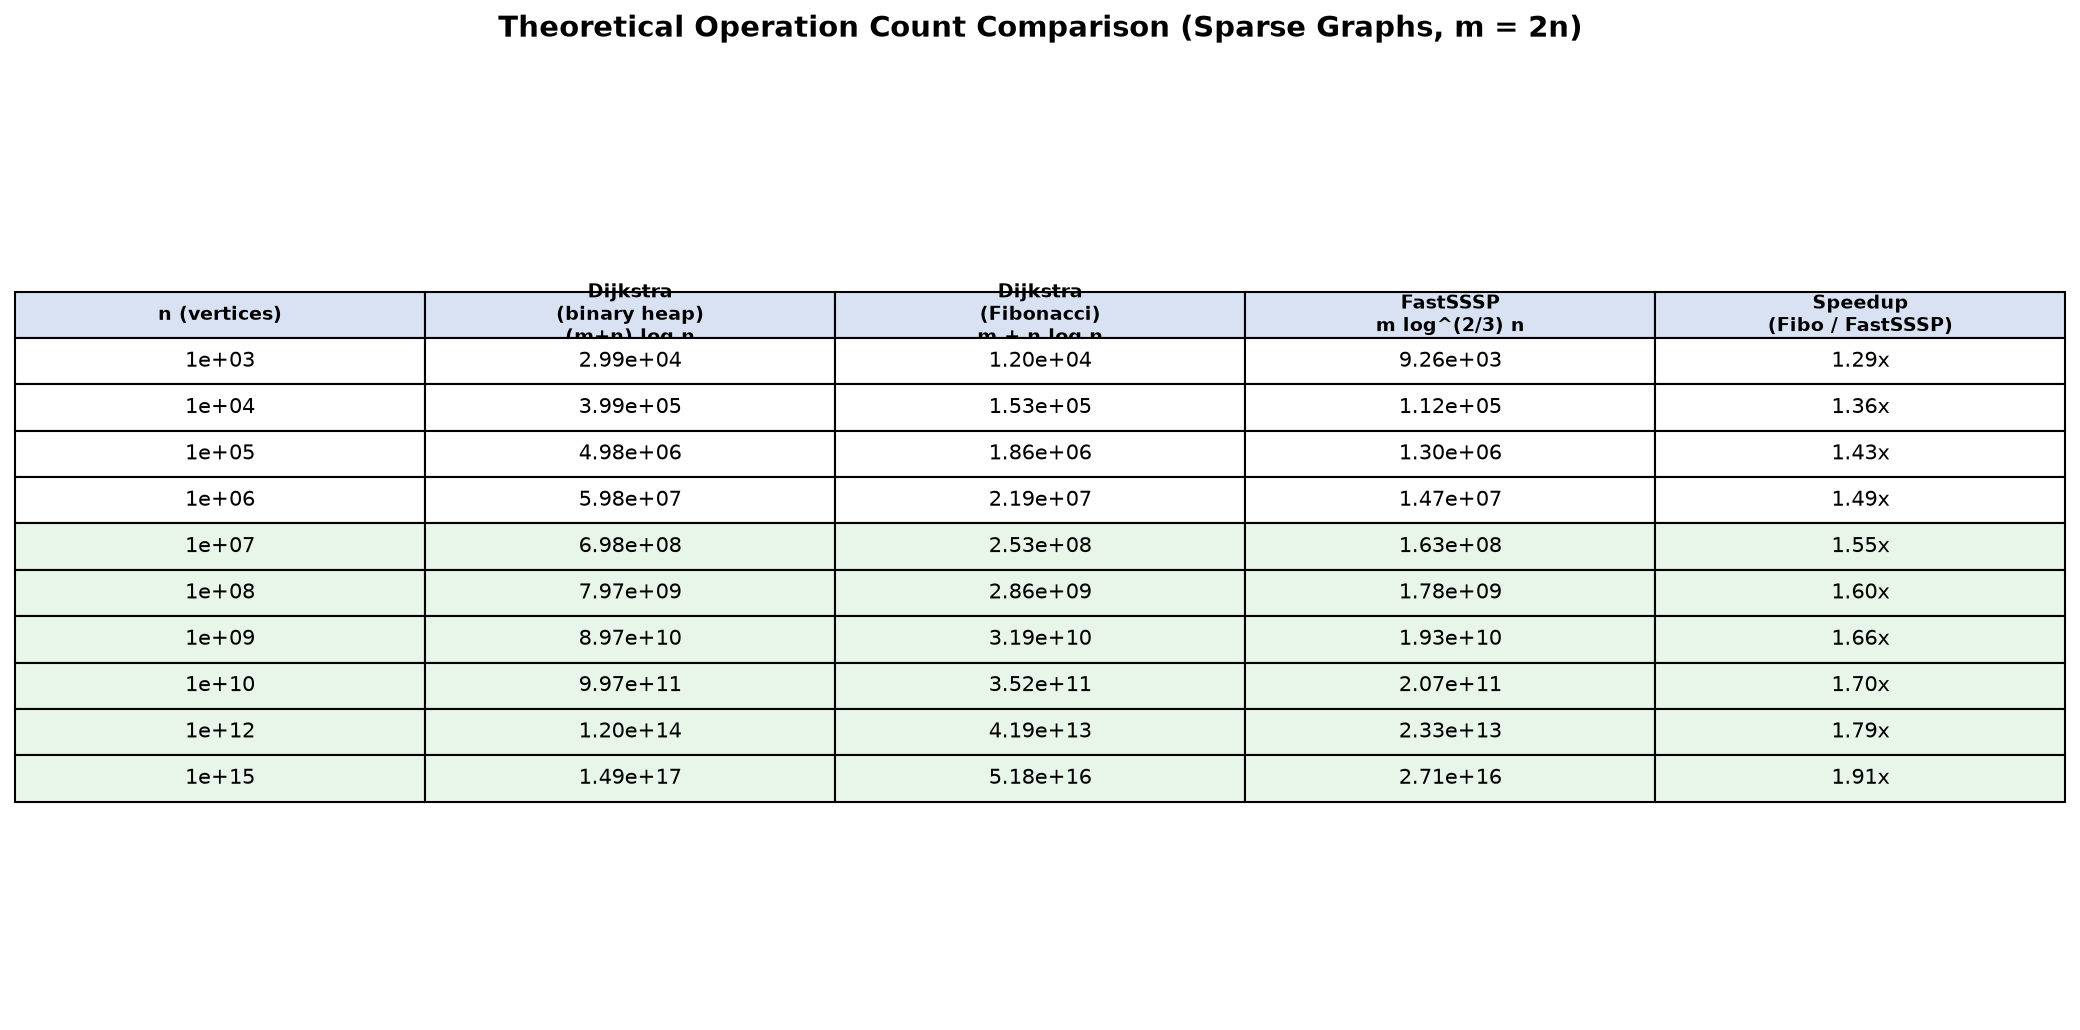 Theoretical Operation Count Comparison (Sparse Graphs, m = 2n)
n (vertices)
Dijkstra
(binary heap)
(m+n) log n
Dijkstra
(Fibonacci)
m + n log n
FastSSSP
m log^(2/3) n
Speedup
(Fibo / FastSSSP)
1e+03 2.99e+04 1.20e+04 9.26e+03 1.29x
1e+04 3.99e+05 1.53e+05 1.12e+05 1.36x
1e+05 4.98e+06 1.86e+06 1.30e+06 1.43x
1e+06 5.98e+07 2.19e+07 1.47e+07 1.49x
1e+07 6.98e+08 2.53e+08 1.63e+08 1.55x
1e+08 7.97e+09 2.86e+09 1.78e+09 1.60x
1e+09 8.97e+10 3.19e+10 1.93e+10 1.66x
1e+10 9.97e+11 3.52e+11 2.07e+11 1.70x
1e+12 1.20e+14 4.19e+13 2.33e+13 1.79x
1e+15 1.49e+17 5.18e+16 2.71e+16 1.91x